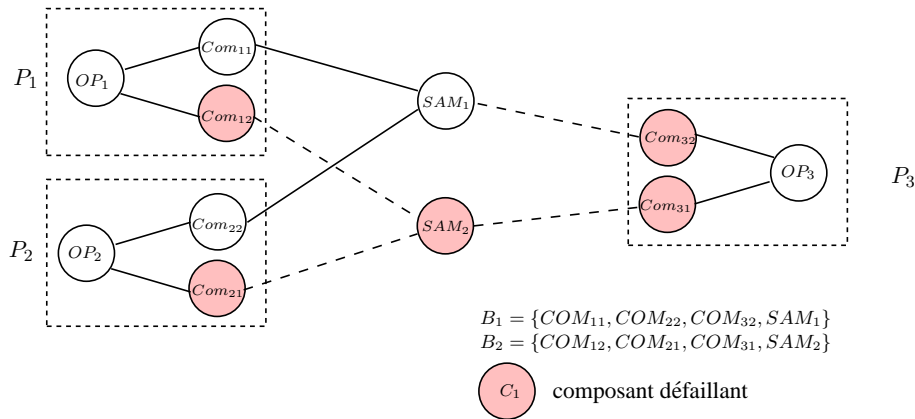 P₁
OP₁
Com₁₁
Com₁₂
SAM₁
Com₃₂
OP₃
P₃
Com₃₁
P₂
OP₂
Com₂₂
Com₂₁
SAM₂
B₁ = {COM₁₁, COM₂₂, COM₃₂, SAM₁}
B₂ = {COM₁₂, COM₂₁, COM₃₁, SAM₂}
C₁ composant défaillant